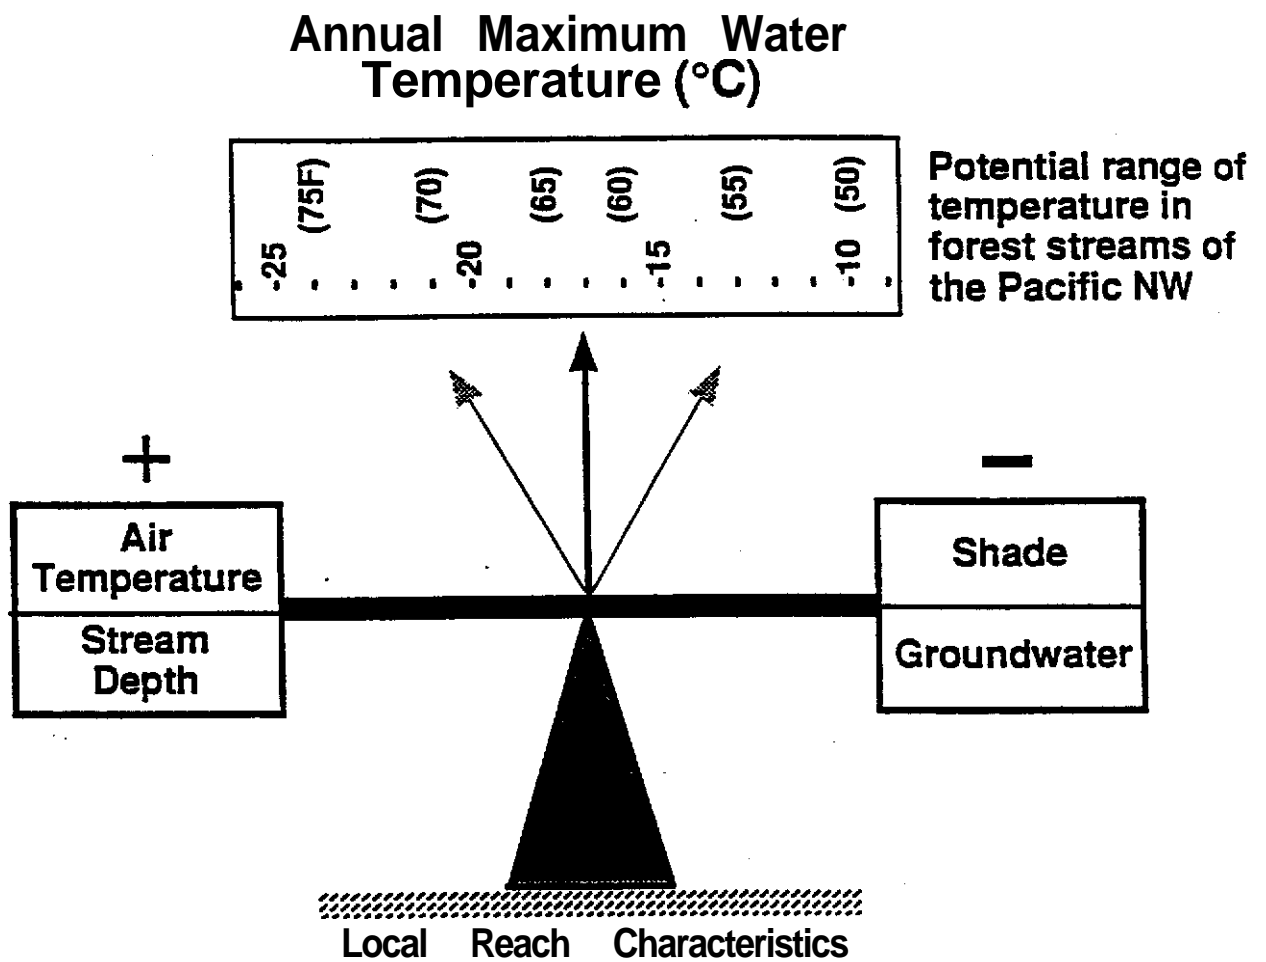 Annual Maximum Water
Temperature (°C)
(75F) (70) (65) (60) (55) (50)
-25 -20 -15 -10
Potential range of
temperature in
forest streams of
the Pacific NW
+
−
Air
Temperature
Stream
Depth
Shade
Groundwater
Local Reach Characteristics